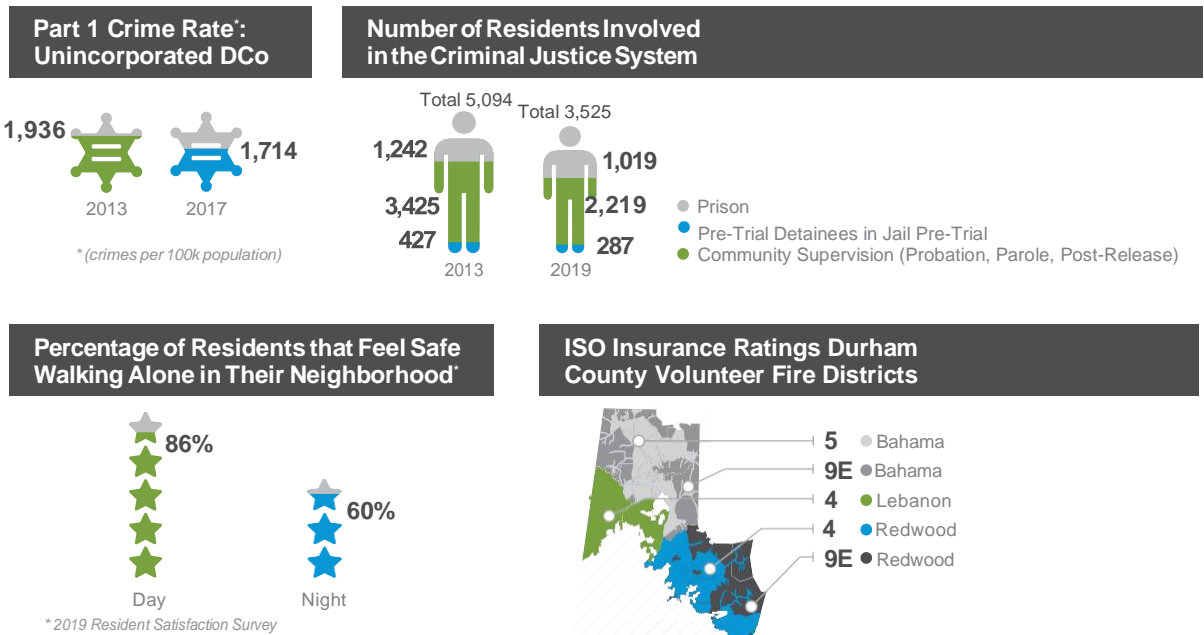 Part 1 Crime Rate*:
Unincorporated DCo
1,936
1,714
2013
2017
* (crimes per 100k population)
Number of Residents Involved
in the Criminal Justice System
Total 5,094
Total 3,525
1,242
1,019
3,425
2,219
427
287
2013
2019
Prison
Pre-Trial Detainees in Jail Pre-Trial
Community Supervision (Probation, Parole, Post-Release)
Percentage of Residents that Feel Safe
Walking Alone in Their Neighborhood*
86%
60%
Day
Night
* 2019 Resident Satisfaction Survey
ISO Insurance Ratings Durham
County Volunteer Fire Districts
5 Bahama
9E Bahama
4 Lebanon
4 Redwood
9E Redwood